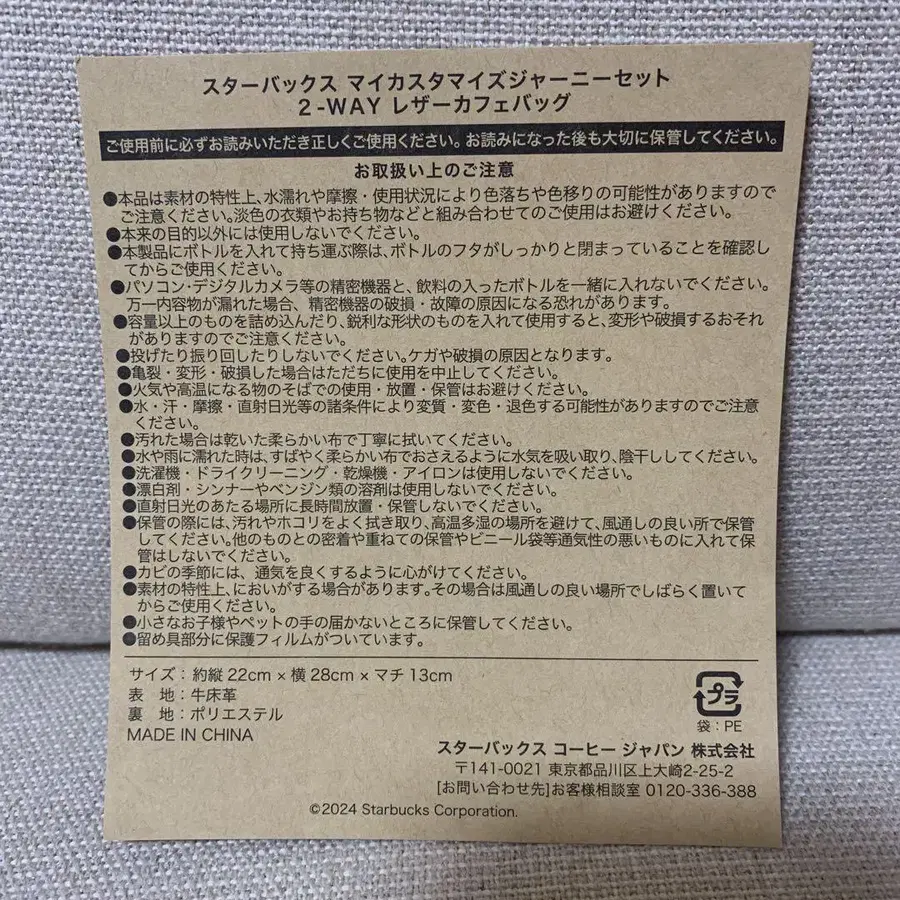 スターバックス マイカスタマイズジャーニーセット
2-WAY レザーカフェバッグ
ご使用前に必ずお読みいただき正しくご使用ください。お読みになった後も大切に保管してください。
お取扱い上のご注意
●本品は素材の特性上、水濡れや摩擦・使用状況により色落ちや色移りの可能性がありますので
ご注意ください。淡色の衣類やお持ち物などと組み合わせてのご使用はお避けください。
●本来の目的以外には使用しないでください。
●本製品にボトルを入れて持ち運ぶ際は、ボトルのフタがしっかりと閉まっていることを確認し
てからご使用ください。
●パソコン・デジタルカメラ等の精密機器と、飲料の入ったボトルを一緒に入れないでください。
万一内容物が漏れた場合、精密機器の破損・故障の原因になる恐れがあります。
●容量以上のものを詰め込んだり、鋭利な形状のものを入れて使用すると、変形や破損するおそれ
がありますのでご注意ください。
●投げたり振り回したりしないでください。ケガや破損の原因となります。
●亀裂・変形・破損した場合はただちに使用を中止してください。
●火気や高温になる物のそばでの使用・放置・保管はお避けください。
●水・汗・摩擦・直射日光等の諸条件により変質・変色・退色する可能性がありますのでご注意
ください。
●汚れた場合は乾いた柔らかい布で丁寧に拭いてください。
●水や雨に濡れた時は、すばやく柔らかい布でおさえるように水気を吸い取り、陰干ししてください。
●洗濯機・ドライクリーニング・乾燥機・アイロンは使用しないでください。
●漂白剤・シンナーやベンジン類の溶剤は使用しないでください。
●直射日光のあたる場所に長時間放置・保管しないでください。
●保管の際には、汚れやホコリをよく拭き取り、高温多湿の場所を避けて、風通しの良い所で保管
してください。他のものとの密着や重ねての保管やビニール袋等通気性の悪いものに入れて保
管はしないでください。
●カビの季節には、通気を良くするように心がけてください。
●素材の特性上、においがする場合があります。その場合は風通しの良い場所でしばらく置いて
からご使用ください。
●小さなお子様やペットの手の届かないところに保管してください。
●留め具部分に保護フィルムがついています。
サイズ：約縦22cm×横28cm×マチ13cm
表 地：牛床革
裏 地：ポリエステル
MADE IN CHINA
プラ
袋：PE
スターバックス コーヒー ジャパン 株式会社
〒141-0021 東京都品川区上大崎2-25-2
[お問い合わせ先]お客様相談室 0120-336-388
©2024 Starbucks Corporation.